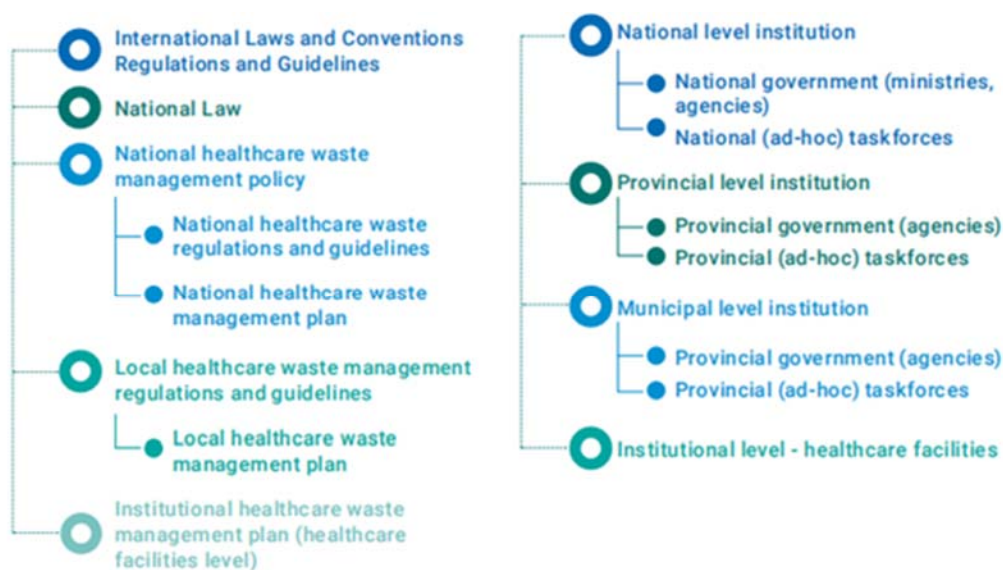 International Laws and Conventions
Regulations and Guidelines
National Law
National healthcare waste
management policy
National healthcare waste
regulations and guidelines
National healthcare waste
management plan
Local healthcare waste management
regulations and guidelines
Local healthcare waste
management plan
Institutional healthcare waste
management plan (healthcare
facilities level)
National level institution
National government (ministries,
agencies)
National (ad-hoc) taskforces
Provincial level institution
Provincial government (agencies)
Provincial (ad-hoc) taskforces
Municipal level institution
Provincial government (agencies)
Provincial (ad-hoc) taskforces
Institutional level - healthcare facilities